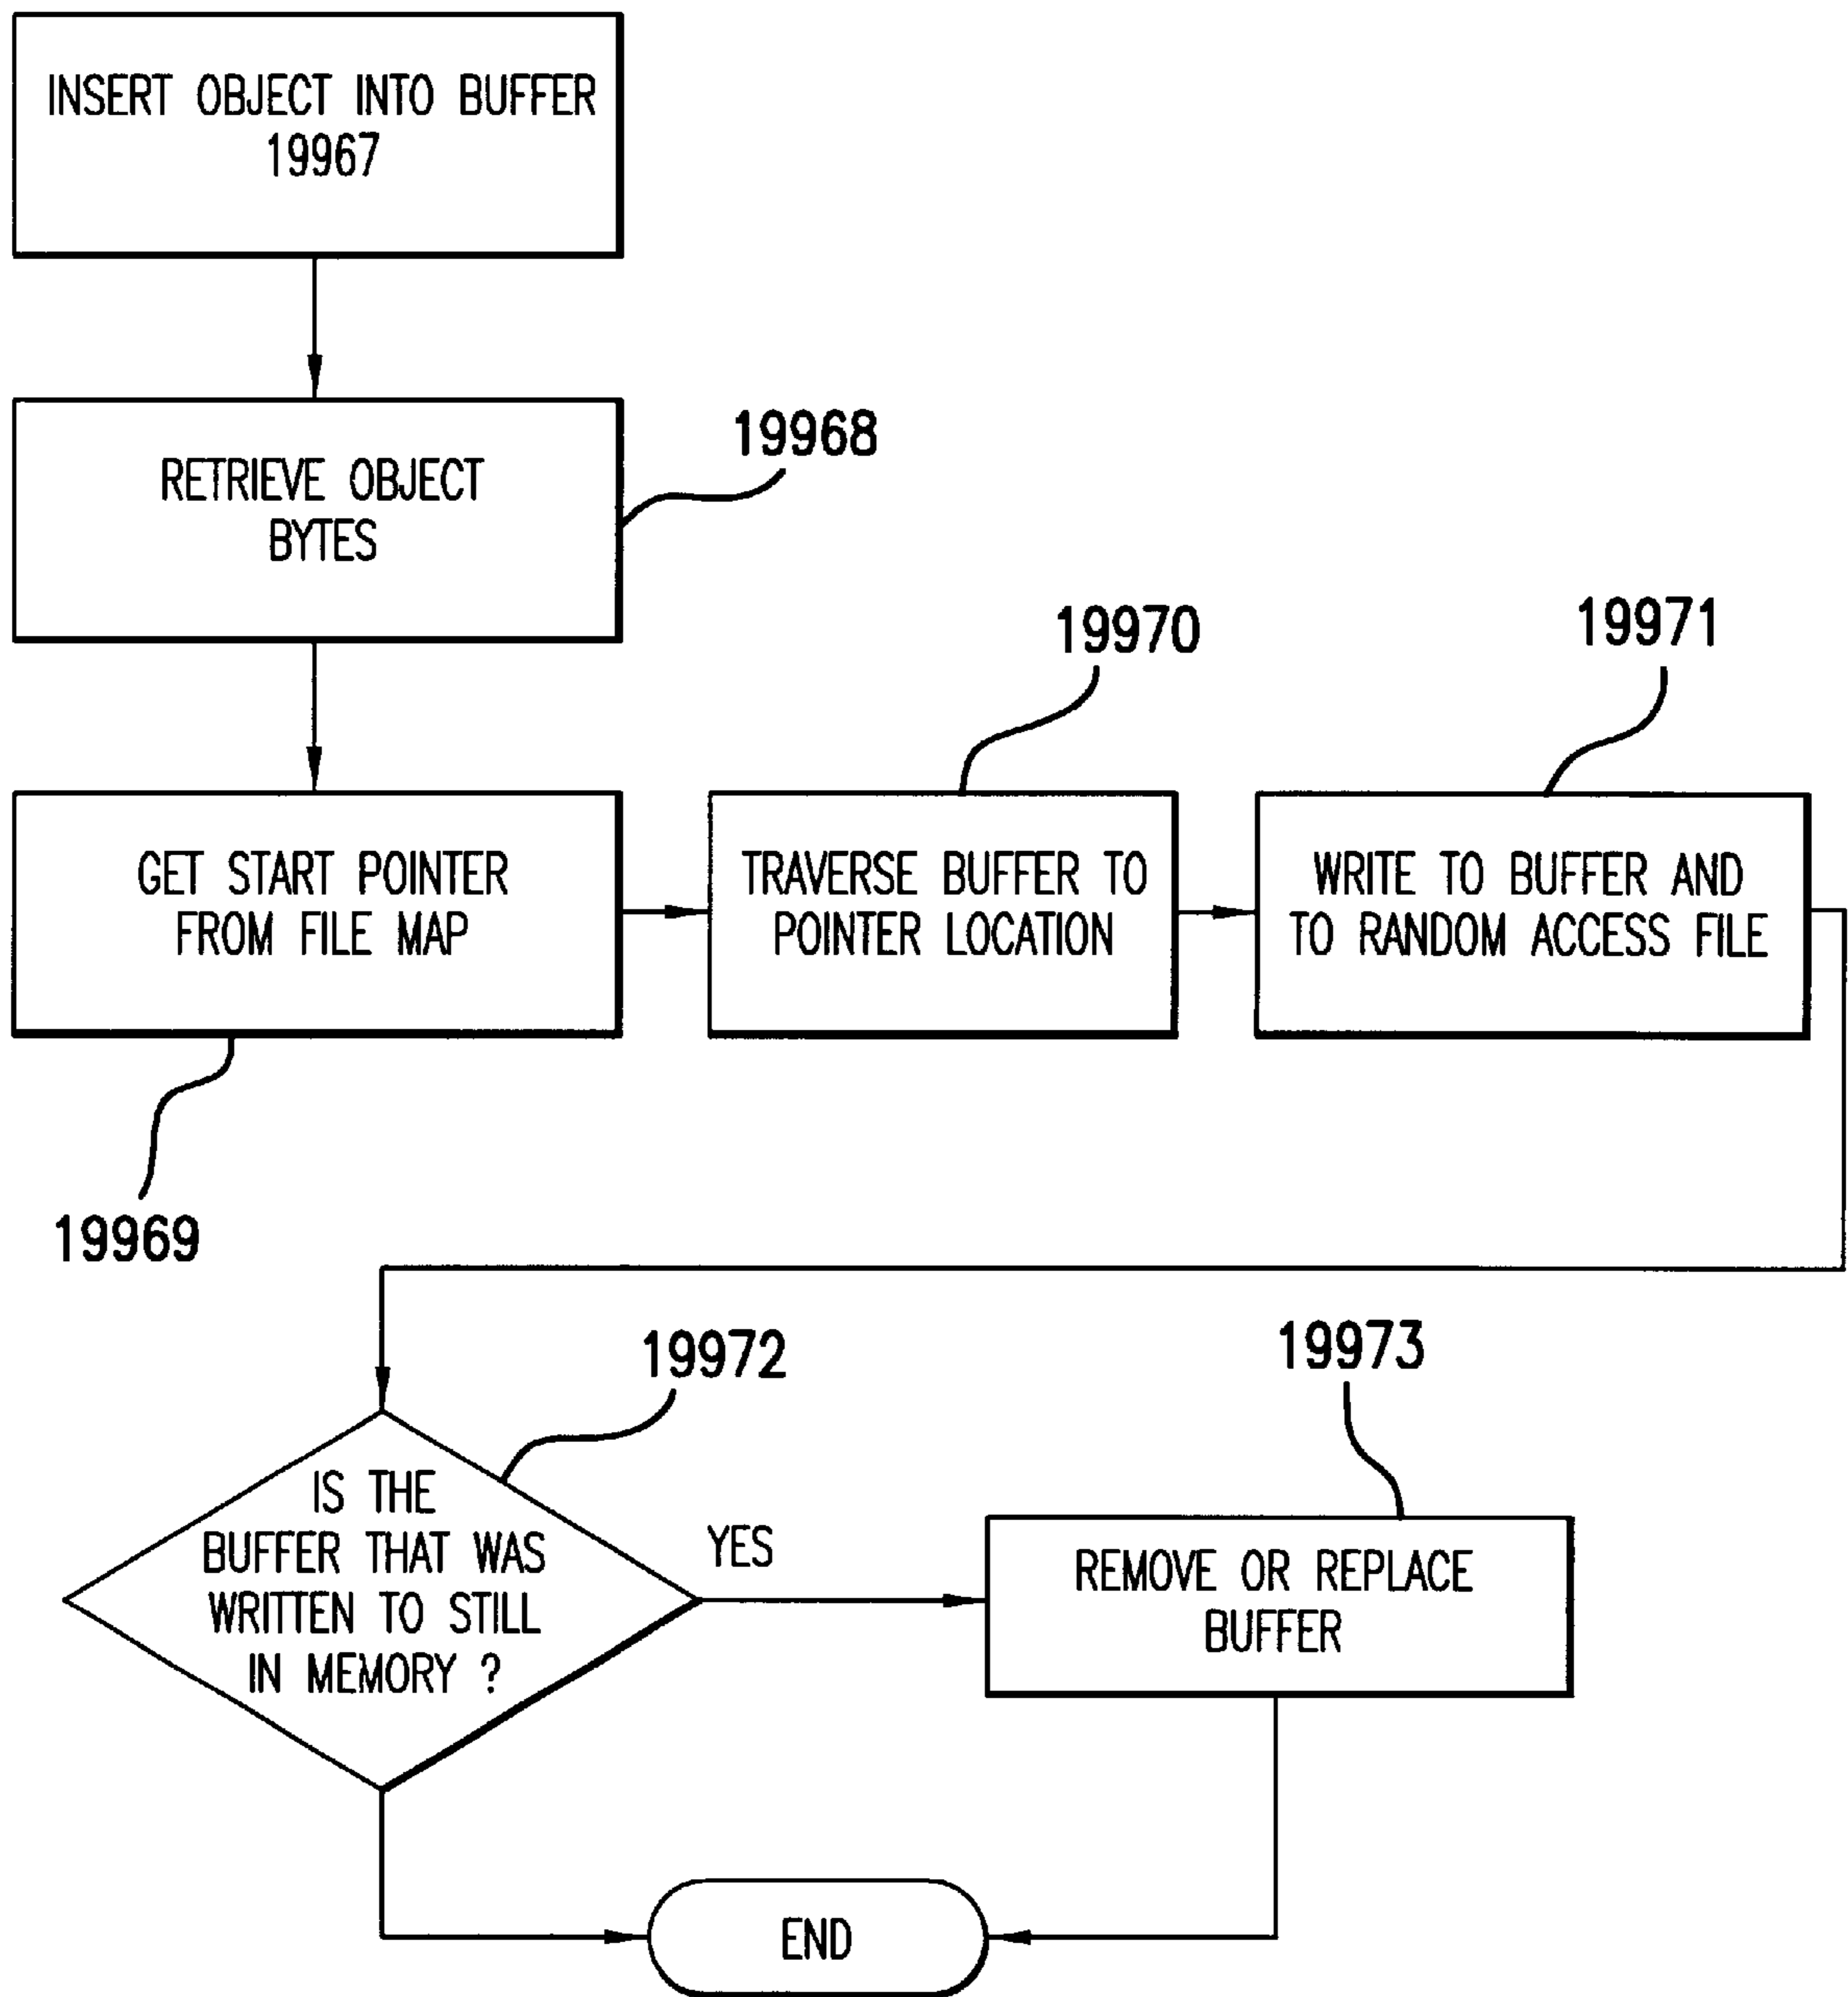 INSERT OBJECT INTO BUFFER
19967
RETRIEVE OBJECT
BYTES
19968
GET START POINTER
FROM FILE MAP
19969
TRAVERSE BUFFER TO
POINTER LOCATION
19970
WRITE TO BUFFER AND
TO RANDOM ACCESS FILE
19971
IS THE
BUFFER THAT WAS
WRITTEN TO STILL
IN MEMORY ?
19972
YES
REMOVE OR REPLACE
BUFFER
19973
END